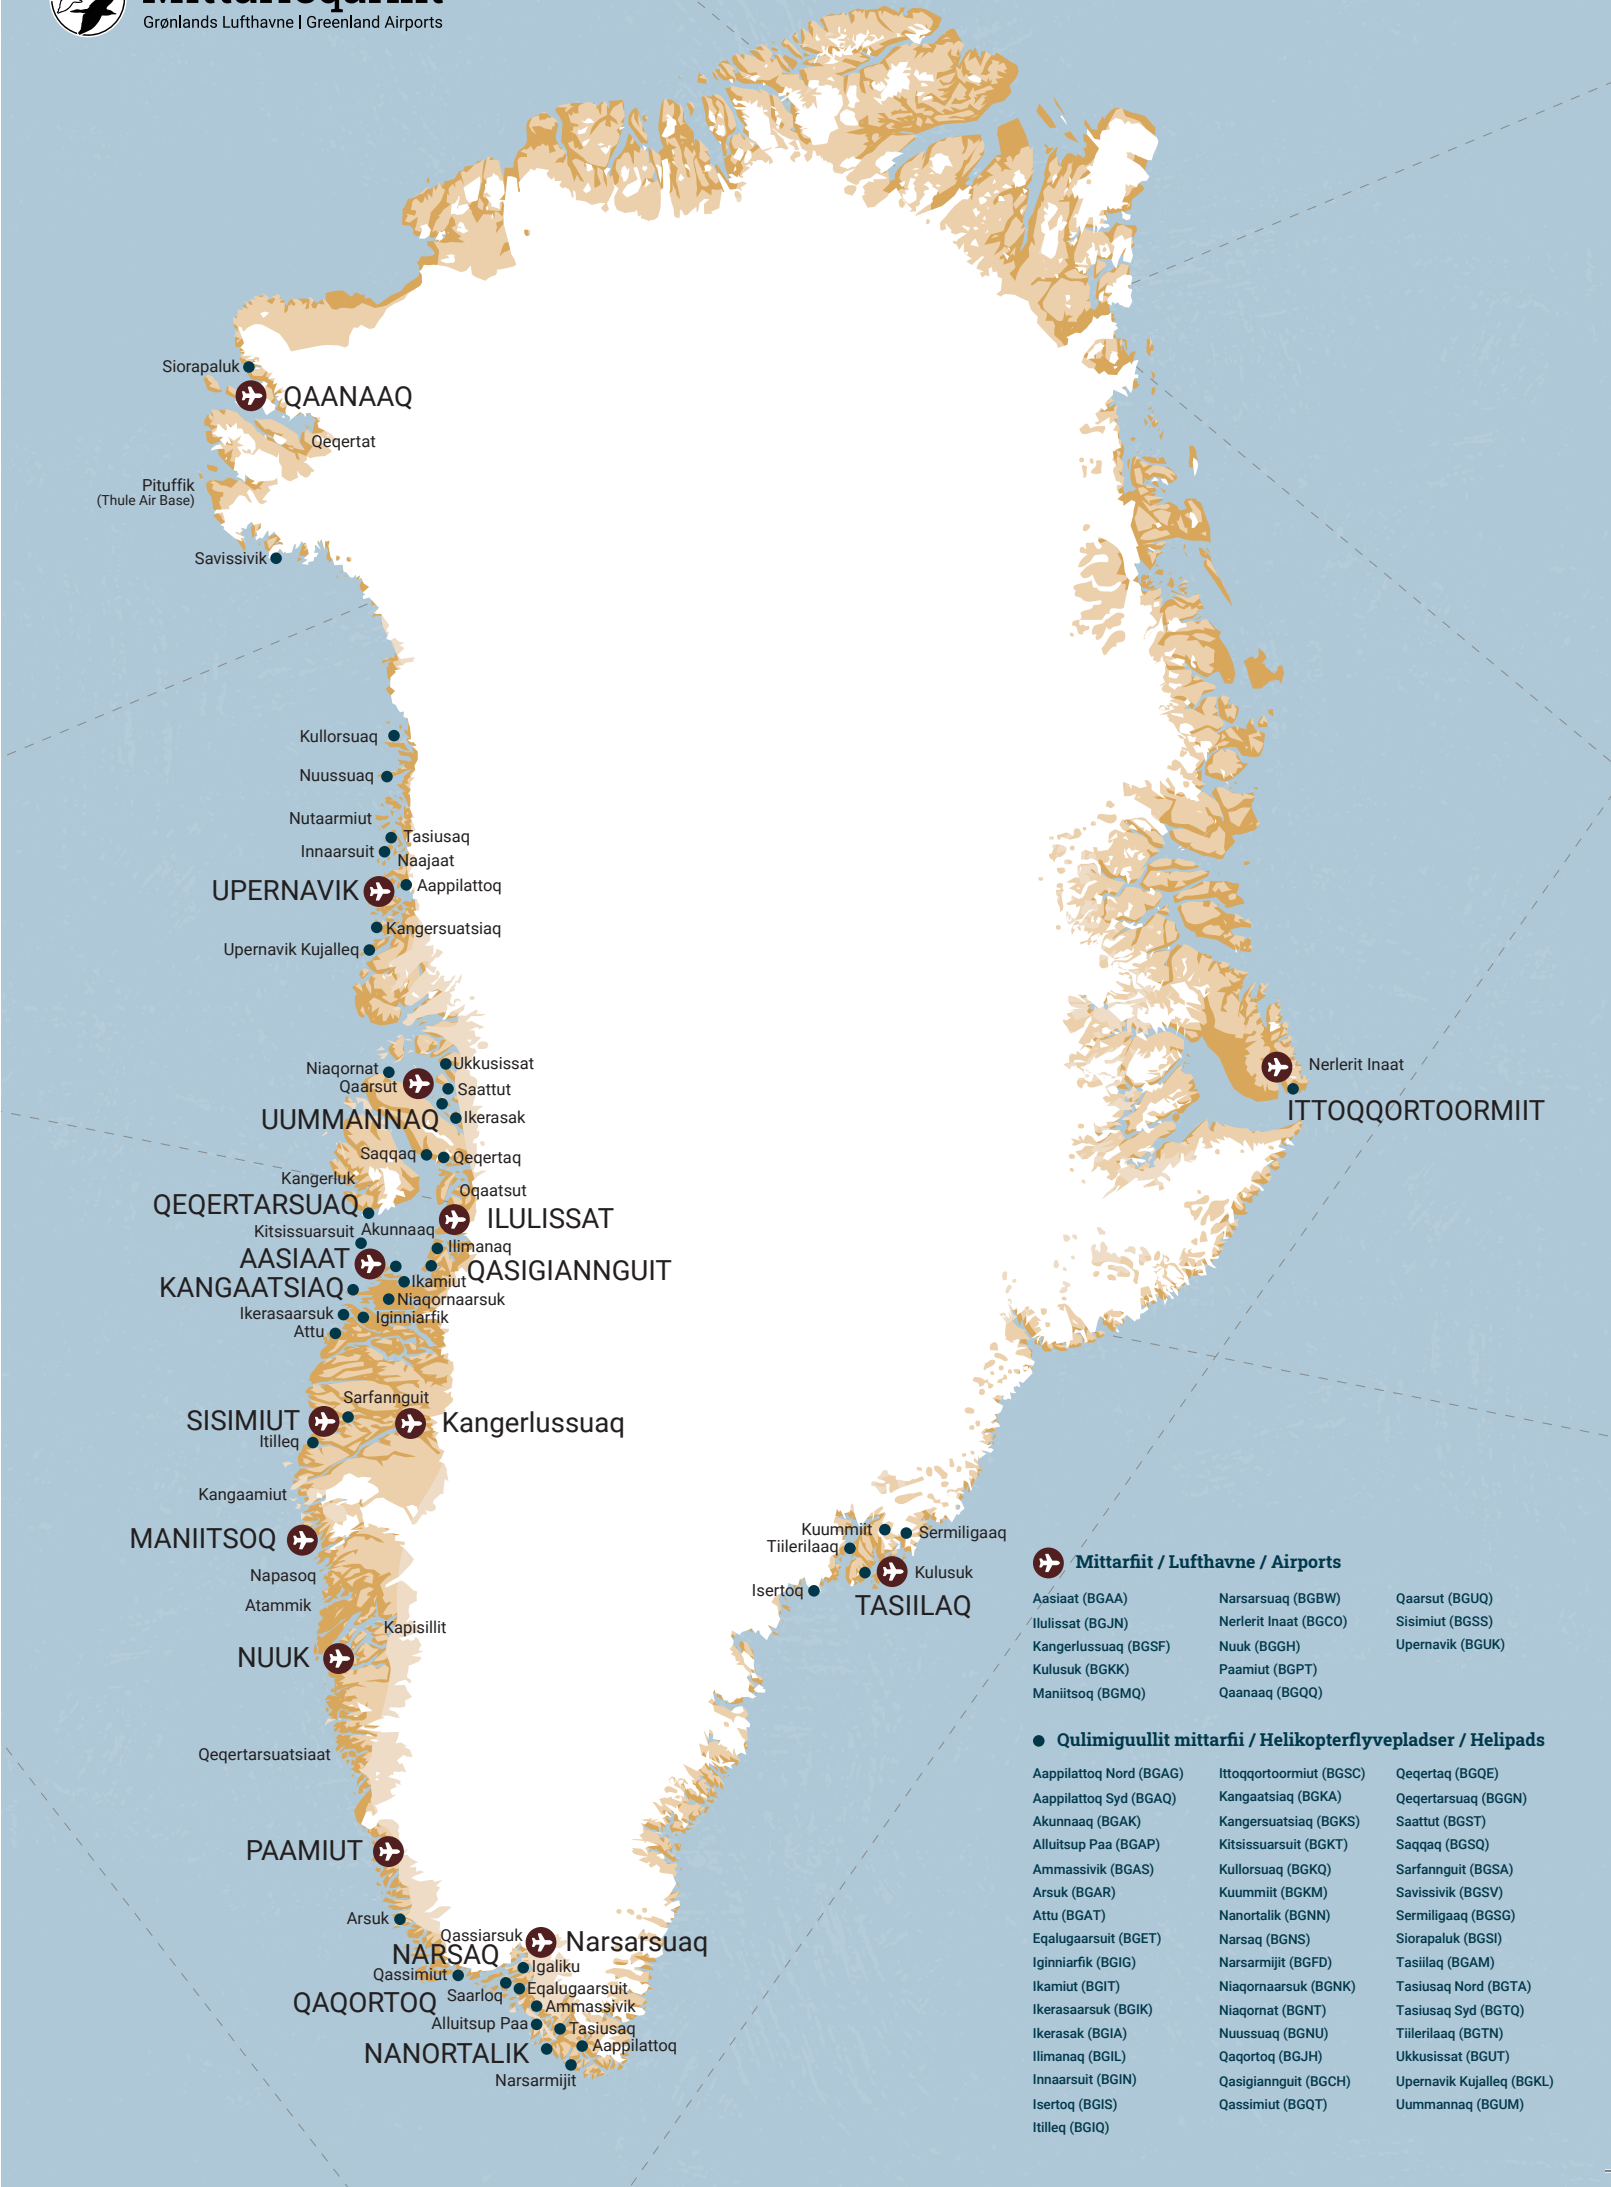 Grønlands Lufthavne | Greenland Airports
Siorapaluk
QAANAAQ
Qeqertat
Pituffik
(Thule Air Base)
Savissivik
Kullorsuaq
Nuussuaq
Nutaarmiut
Tasiusaq
Innaarsuit
Naajaat
UPERNAVIK
Aappilattoq
Kangersuatsiaq
Upernavik Kujalleq
Niaqornat
Ukkusissat
Qaarsut
Saattut
UUMMANNAQ
Ikerasak
Saqqaq
Qeqertaq
Kangerluk
Oqaatsut
QEQERTARSUAQ
ILULISSAT
Kitsissuarsuit
Akunnaaq
Ilimanaq
AASIAAT
QASIGIANNGUIT
KANGAATSIAQ
Ikamiut
Niaqornaarsuk
Ikerasaarsuk
Iginniarfik
Attu
Nerlerit Inaat
ITTOQQORTOORMIIT
Sarfannguit
SISIMIUT
Kangerlussuaq
Itilleq
Kangaamiut
MANIITSOQ
Napasoq
Atammik
Kapisillit
NUUK
Qeqertarsuatsiaat
PAAMIUT
Kuummiit
Sermiligaaq
Tiilerilaaq
Kulusuk
Isertoq
TASIILAQ
Arsuk
Qassiarsuk
Narsarsuaq
NARSAQ
Igaliku
Qassimiut
Eqalugaarsuit
Saarloq
QAQORTOQ
Ammassivik
Alluitsup Paa
Tasiusaq
Aappilattoq
NANORTALIK
Narsarmijit
Mittarfiit / Lufthavne / Airports
Aasiaat (BGAA)
Ilulissat (BGJN)
Kangerlussuaq (BGSF)
Kulusuk (BGKK)
Maniitsoq (BGMQ)
Narsarsuaq (BGBW)
Nerlerit Inaat (BGCO)
Nuuk (BGGH)
Paamiut (BGPT)
Qaanaaq (BGQQ)
Qaarsut (BGUQ)
Sisimiut (BGSS)
Upernavik (BGUK)
Qulimiguullit mittarfii / Helikopterflyvepladser / Helipads
Aappilattoq Nord (BGAG)
Aappilattoq Syd (BGAQ)
Akunnaaq (BGAK)
Alluitsup Paa (BGAP)
Ammassivik (BGAS)
Arsuk (BGAR)
Attu (BGAT)
Eqalugaarsuit (BGET)
Iginniarfik (BGIG)
Ikamiut (BGIT)
Ikerasaarsuk (BGIK)
Ikerasak (BGIA)
Ilimanaq (BGIL)
Innaarsuit (BGIN)
Isertoq (BGIS)
Itilleq (BGIQ)
Ittoqqortoormiut (BGSC)
Kangaatsiaq (BGKA)
Kangersuatsiaq (BGKS)
Kitsissuarsuit (BGKT)
Kullorsuaq (BGKQ)
Kuummiit (BGKM)
Nanortalik (BGNN)
Narsaq (BGNS)
Narsarmijit (BGFD)
Niaqornaarsuk (BGNK)
Niaqornat (BGNT)
Nuussuaq (BGNU)
Qaqortoq (BGJH)
Qasigiannguit (BGCH)
Qassimiut (BGQT)
Qeqertaq (BGQE)
Qeqertarsuaq (BGGN)
Saattut (BGST)
Saqqaq (BGSQ)
Sarfannguit (BGSA)
Savissivik (BGSV)
Sermiligaaq (BGSG)
Siorapaluk (BGSI)
Tasiilaq (BGAM)
Tasiusaq Nord (BGTA)
Tasiusaq Syd (BGTQ)
Tiilerilaaq (BGTN)
Ukkusissat (BGUT)
Upernavik Kujalleq (BGKL)
Uummannaq (BGUM)